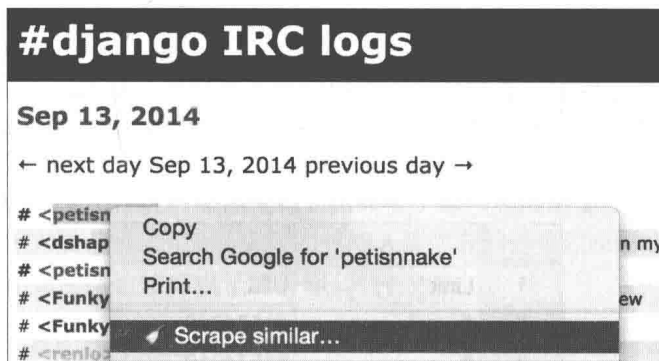 #django IRC logs
Sep 13, 2014
← next day Sep 13, 2014 previous day →
# <petisn
Copy
# <dshap
n my
Search Google for 'petisnnake'
# <petisn
Print...
# <Funky
ew
# <Funky
Scrape similar...
# <renlo